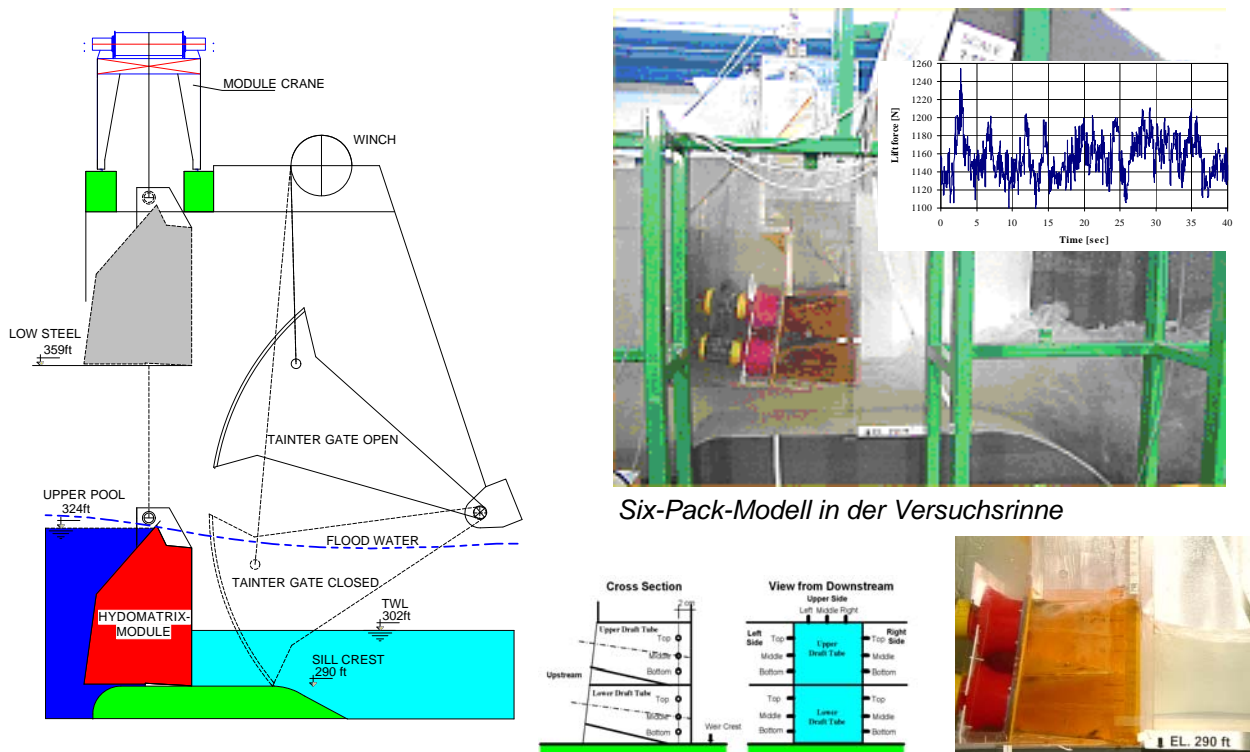 MODULE CRANE
WINCH
LOW STEEL
359ft
TAINTER GATE OPEN
UPPER POOL
324ft
FLOOD WATER
TAINTER GATE CLOSED
HYDOMATRIX-
MODULE
TWL
302ft
SILL CREST
290 ft
SCALE
Lift force [N]
1260
1240
1220
1200
1180
1160
1140
1120
1100
0 5 10 15 20 25 30 35 40
Time [sec]
Six-Pack-Modell in der Versuchsrinne
Cross Section
2 cm
Upper Draft Tube
Top
Middle
Bottom
Upstream
Lower Draft Tube
Top
Middle
Bottom
Weir Crest
View from Downstream
Upper Side
Left Middle Right
Left
Side
Right
Side
Top
Middle
Bottom
Upper
Draft Tube
Top
Middle
Bottom
Top
Middle
Bottom
Lower
Draft Tube
Top
Middle
Bottom
EL. 290 ft